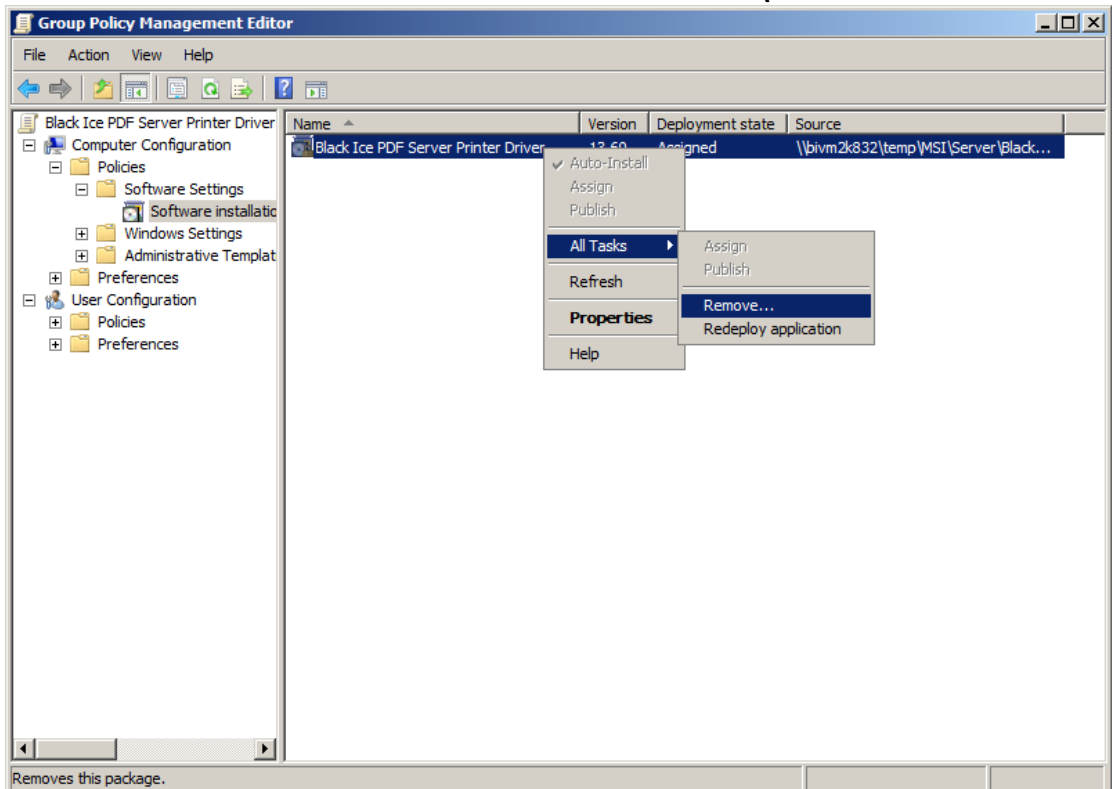 Group Policy Management Editor
File Action View Help
Black Ice PDF Server Printer Driver
Computer Configuration
Policies
Software Settings
Software installatio
Windows Settings
Administrative Templat
Preferences
User Configuration
Policies
Preferences
Name Version Deployment state Source
Black Ice PDF Server Printer Driver 13.60 Assigned \\bivm2k832\temp\MSI\Server\Black...
Auto-Install
Assign
Publish
All Tasks
Refresh
Properties
Help
Assign
Publish
Remove...
Redeploy application
Removes this package.